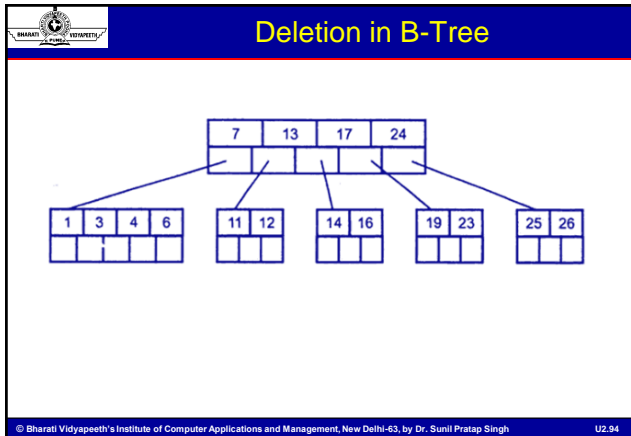 BHARATI VIDYAPEETH
PUNE
Deletion in B-Tree
7 13 17 24
1 3 4 6 11 12 14 16 19 23 25 26
© Bharati Vidyapeeth's Institute of Computer Applications and Management, New Delhi-63, by Dr. Sunil Pratap Singh U2.94